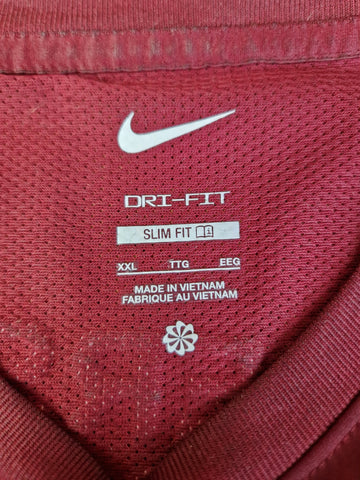 DRI-FIT
SLIM FIT
XXL TTG EEG
MADE IN VIETNAM
FABRIQUE AU VIETNAM